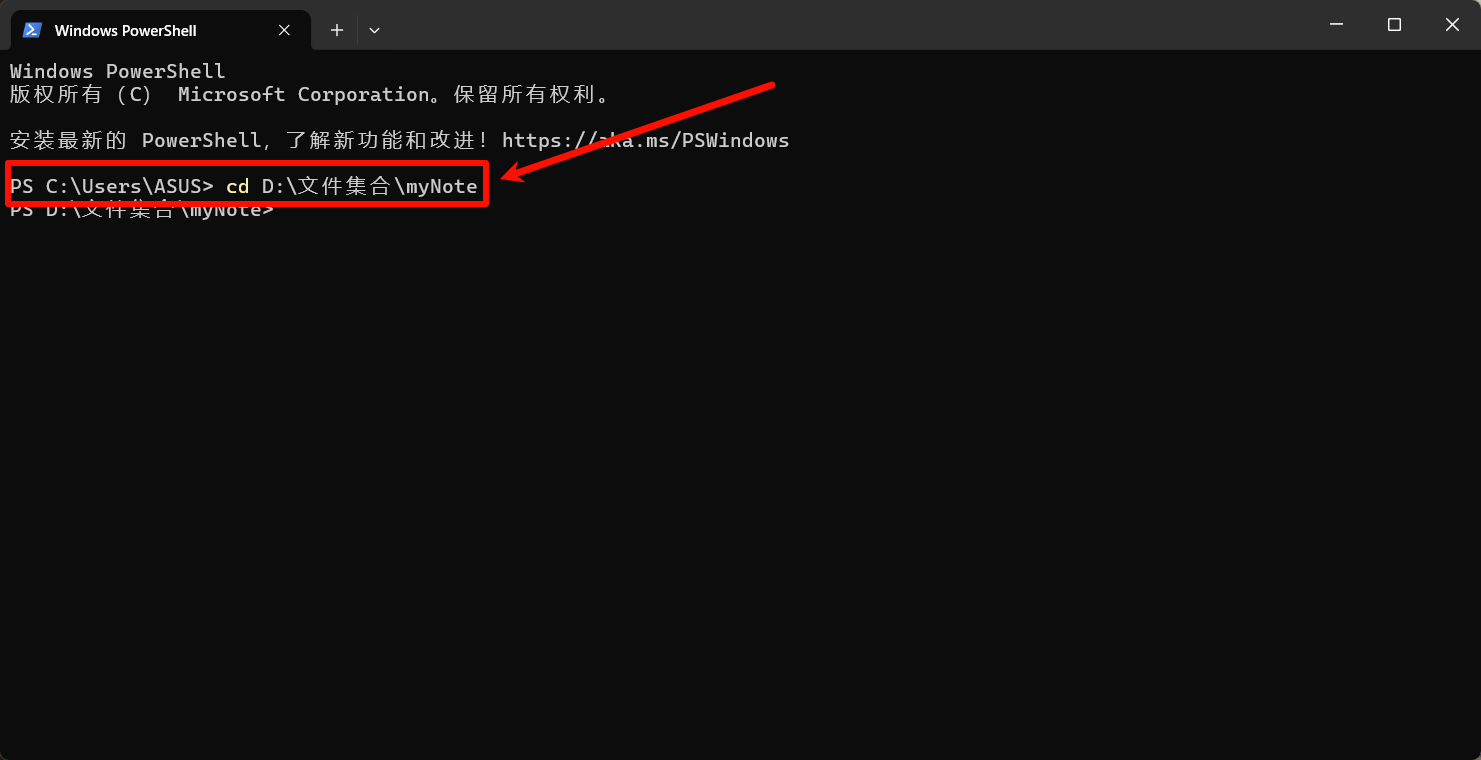 Windows PowerShell
Windows PowerShell
版权所有 (C) Microsoft Corporation。保留所有权利。
安装最新的 PowerShell,了解新功能和改进!https://aka.ms/PSWindows
PS C:\Users\ASUS> cd D:\文件集合\myNote
PS D:\文件集合\myNote>